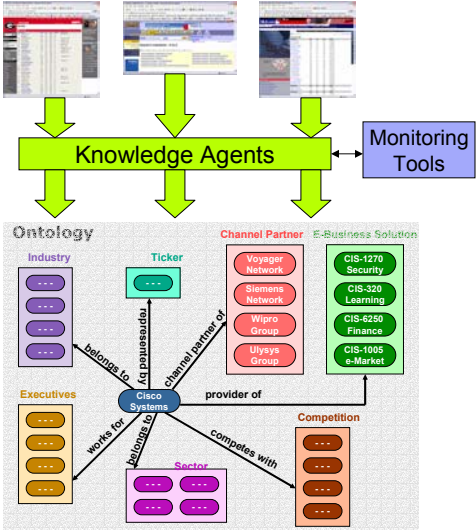 Knowledge Agents
Monitoring
Tools
Ontology
Channel Partner
E-Business Solution
Industry
Ticker
Voyager
Network
Siemens
Network
Wipro
Group
Ulysys
Group
CIS-1270
Security
CIS-320
Learning
CIS-6250
Finance
CIS-1005
e-Market
- - -
- - -
- - -
- - -
- - -
belongs to
represented by
channel partner of
provider of
Cisco
Systems
Executives
works for
belongs to
competes with
Competition
Sector
- - -
- - -
- - -
- - -
- - -
- - -
- - -
- - -
- - -
- - -
- - -
- - -